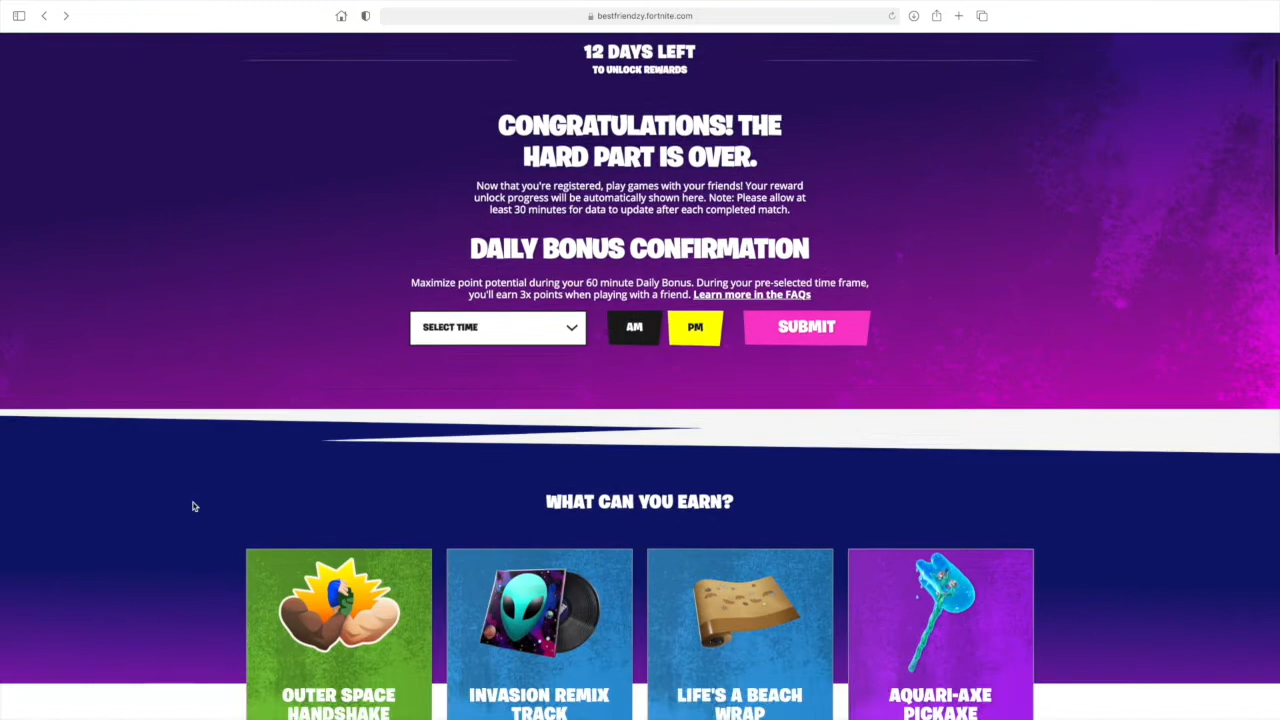 bestfriendzy.fortnite.com
12 DAYS LEFT
TO UNLOCK REWARDS
CONGRATULATIONS! THE
HARD PART IS OVER.
Now that you're registered, play games with your friends! Your reward
unlock progress will be automatically shown here. Note: Please allow at
least 30 minutes for data to update after each completed match.
DAILY BONUS CONFIRMATION
Maximize point potential during your 60 minute Daily Bonus. During your pre-selected time frame,
you'll earn 3x points when playing with a friend. Learn more in the FAQs
SELECT TIME AM PM SUBMIT
WHAT CAN YOU EARN?
OUTER SPACE
HANDSHAKE
INVASION REMIX
TRACK
LIFE'S A BEACH
WRAP
AQUARI-AXE
PICKAXE